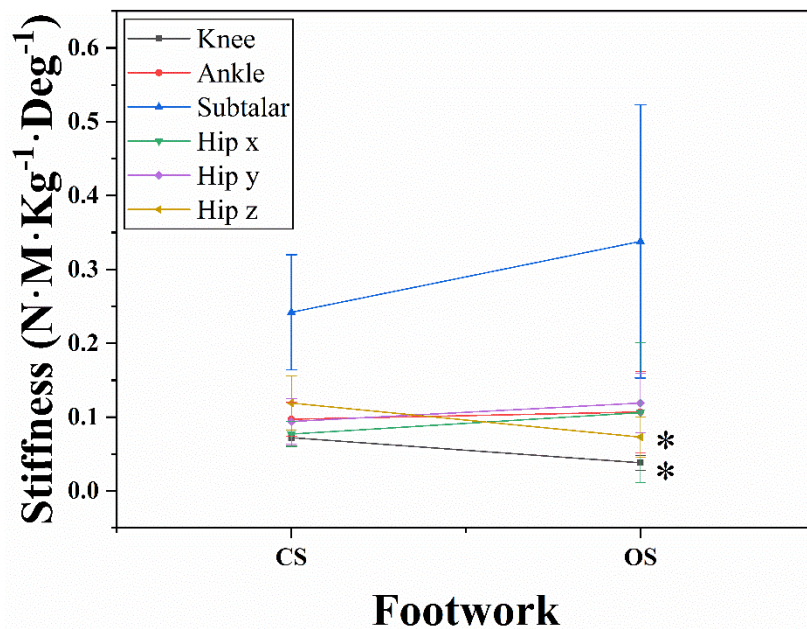 Stiffness (N·M·Kg⁻¹·Deg⁻¹)
0.6
0.5
0.4
0.3
0.2
0.1
0.0
Knee
Ankle
Subtalar
Hip x
Hip y
Hip z
*
*
CS OS
Footwork